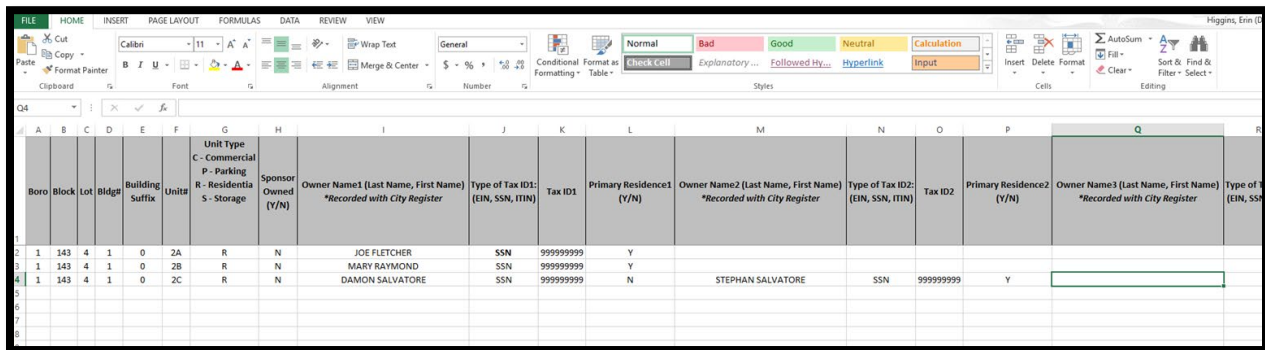 FILE HOME INSERT PAGE LAYOUT FORMULAS DATA REVIEW VIEW Higgins, Erin (D
Cut
Copy
Format Painter
Paste
Calibri 11 A A
B I U A
Wrap Text
Merge & Center
General
$ % ,
Conditional Formatting
Format as Table
Normal Bad Good Neutral Calculation
Check Cell Explanatory ... Followed Hy... Hyperlink Input
Insert Delete Format
AutoSum
Fill
Clear
Sort & Filter
Find & Select
Clipboard Font Alignment Number Styles Cells Editing
Q4 fx
A B C D E F G H I J K L M N O P Q R
1
Boro
Block
Lot
Bldg#
Building Suffix
Unit#
Unit Type
C - Commercial
P - Parking
R - Residentia
S - Storage
Sponsor Owned (Y/N)
Owner Name1 (Last Name, First Name)
*Recorded with City Register
Type of Tax ID1: (EIN, SSN, ITIN)
Tax ID1
Primary Residence1 (Y/N)
Owner Name2 (Last Name, First Name)
*Recorded with City Register
Type of Tax ID2: (EIN, SSN, ITIN)
Tax ID2
Primary Residence2 (Y/N)
Owner Name3 (Last Name, First Name)
*Recorded with City Register
Type of T
(EIN, SSN
2 1 143 4 1 0 2A R N JOE FLETCHER SSN 999999999 Y
3 1 143 4 1 0 2B R N MARY RAYMOND SSN 999999999 Y
4 1 143 4 1 0 2C R N DAMON SALVATORE SSN 999999999 N STEPHAN SALVATORE SSN 999999999 Y
5
6
7
8